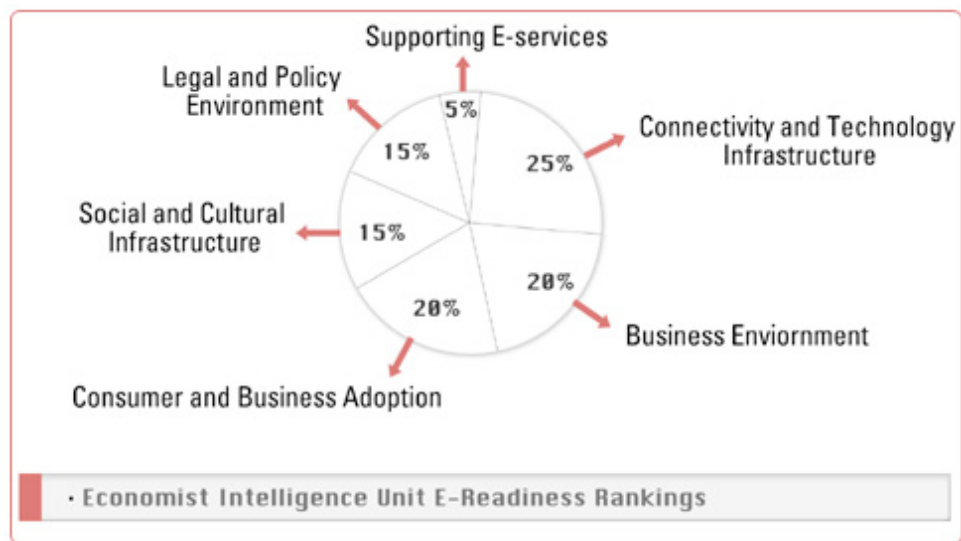 Supporting E-services
5%
Connectivity and Technology
Infrastructure
25%
Business Enviornment
20%
Consumer and Business Adoption
20%
Social and Cultural
Infrastructure
15%
Legal and Policy
Environment
15%
· Economist Intelligence Unit E-Readiness Rankings